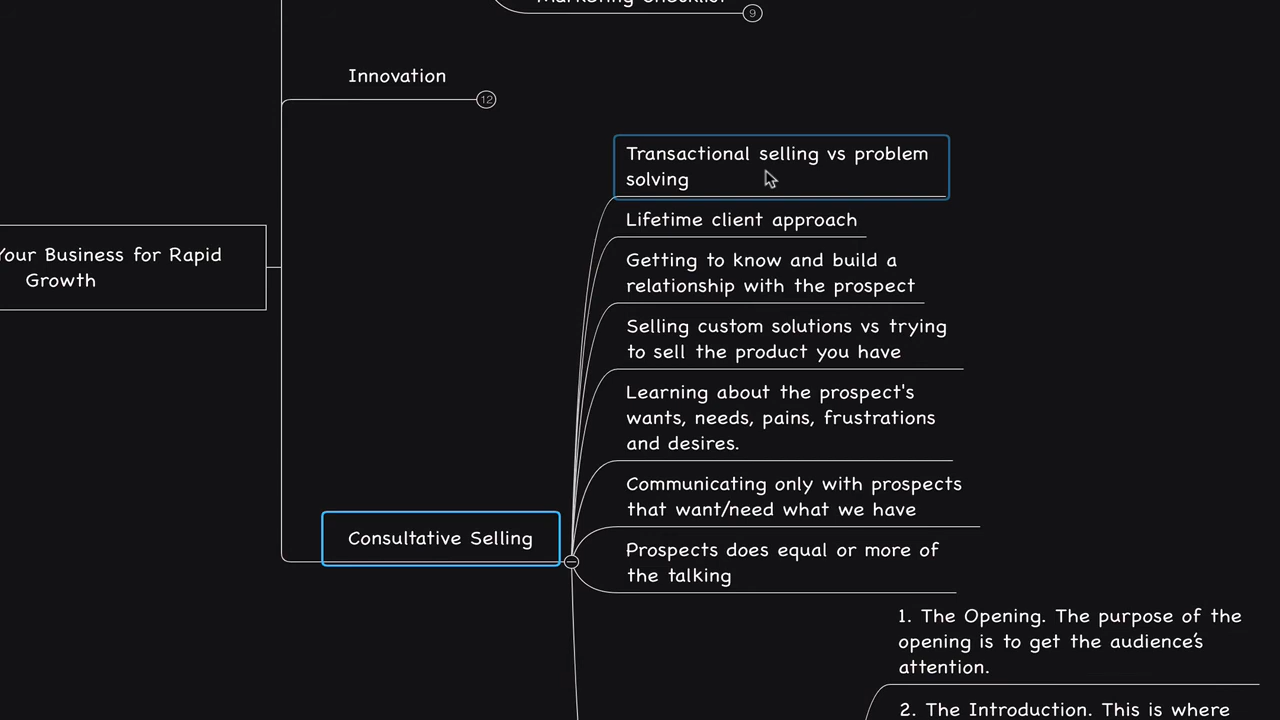 Marketing Checklist
9
Innovation
12
Your Business for Rapid
Growth
Transactional selling vs problem
solving
Lifetime client approach
Getting to know and build a
relationship with the prospect
Selling custom solutions vs trying
to sell the product you have
Learning about the prospect's
wants, needs, pains, frustrations
and desires.
Communicating only with prospects
that want/need what we have
Consultative Selling
Prospects does equal or more of
the talking
1. The Opening. The purpose of the
opening is to get the audience’s
attention.
2. The Introduction. This is where